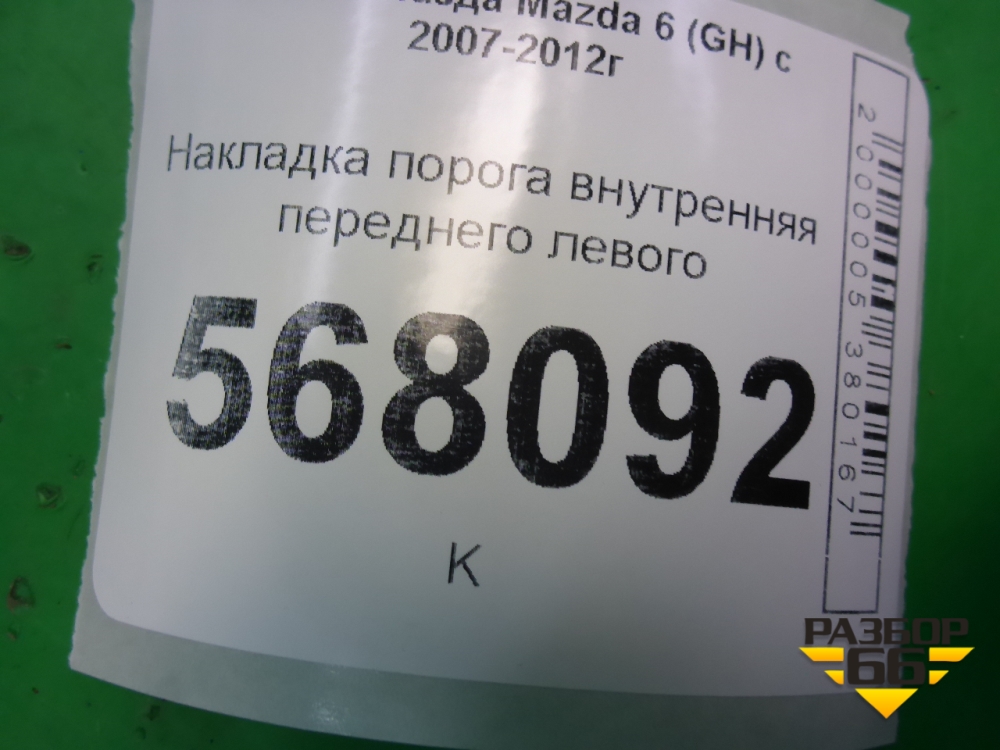 Mazda 6 (GH) с
2007-2012г
Накладка порога внутренняя
переднего левого
568092
К
2000005380167
РАЗБОР
66